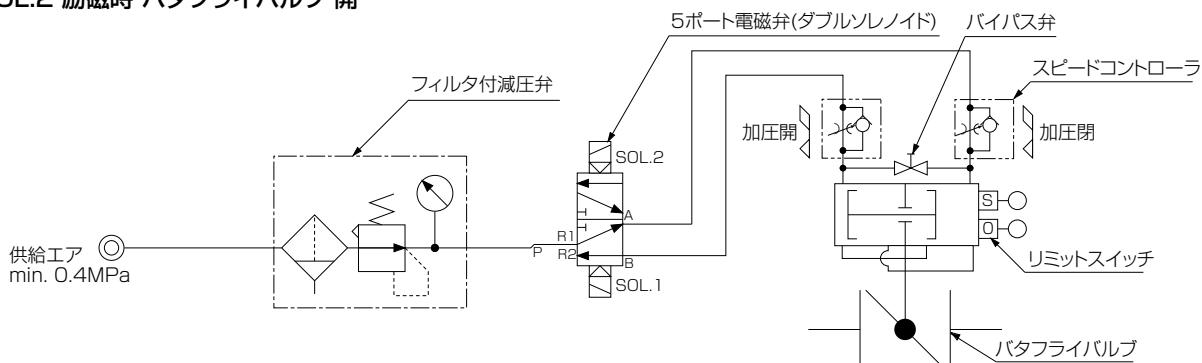 SOL.2 励磁時 バタフライバルブ 開
5ポート電磁弁(ダブルソレノイド)
バイパス弁
スピードコントローラ
フィルタ付減圧弁
加圧開
加圧閉
SOL.2
A
S
供給エア
min. 0.4MPa
R1
P
R2
B
O
リミットスイッチ
SOL.1
バタフライバルブ